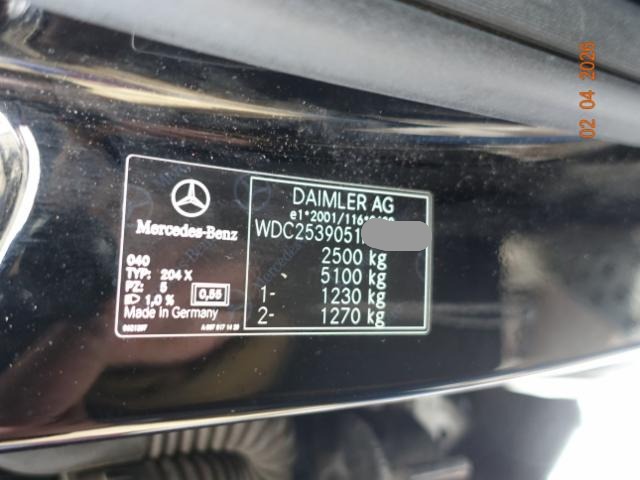 02 04 2026
Mercedes-Benz
040
TYP: 204 X
PZ: 5
1,0 %
0,55
Made in Germany
DAIMLER AG
WDC2539051
2500 kg
5100 kg
1- 1230 kg
2- 1270 kg